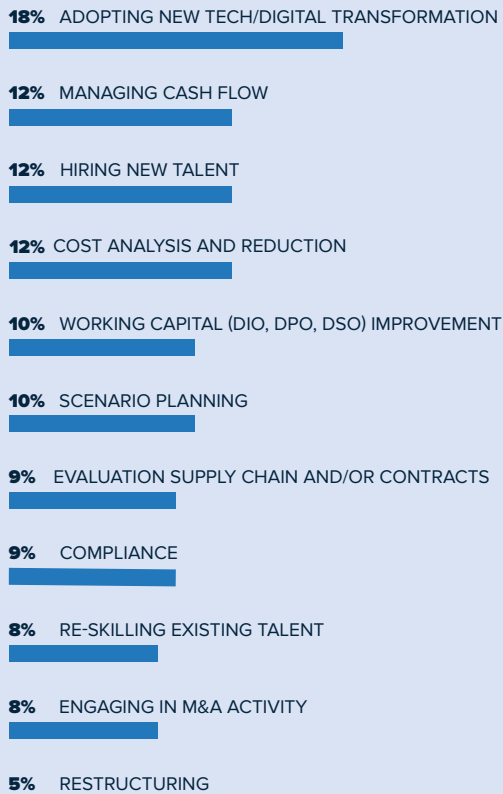 18% ADOPTING NEW TECH/DIGITAL TRANSFORMATION
12% MANAGING CASH FLOW
12% HIRING NEW TALENT
12% COST ANALYSIS AND REDUCTION
10% WORKING CAPITAL (DIO, DPO, DSO) IMPROVEMENT
10% SCENARIO PLANNING
9% EVALUATION SUPPLY CHAIN AND/OR CONTRACTS
9% COMPLIANCE
8% RE-SKILLING EXISTING TALENT
8% ENGAGING IN M&A ACTIVITY
5% RESTRUCTURING